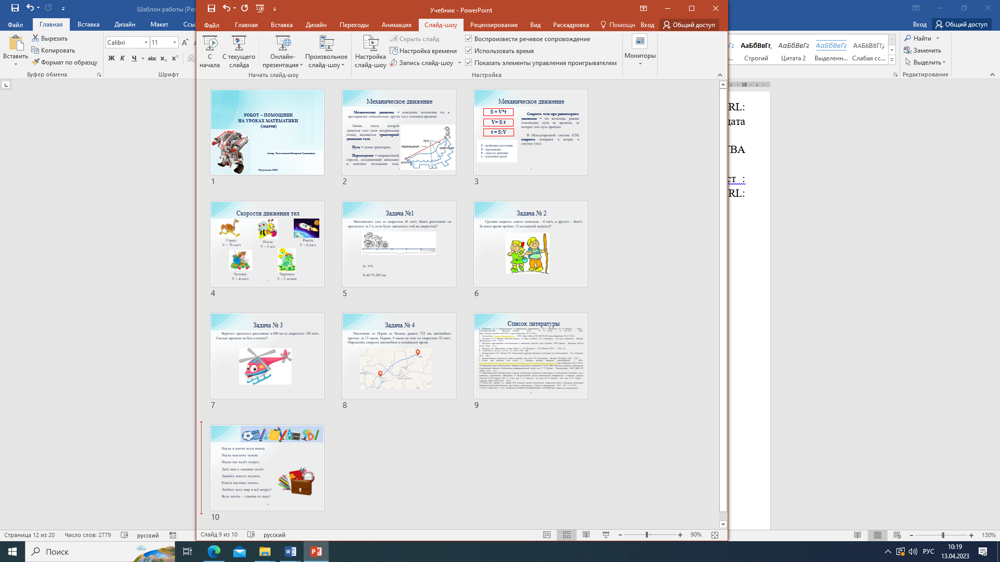 Шаблон работы [Реж
Учебник - PowerPoint
Файл
Главная
Вставка
Дизайн
Макет
Ссы
Файл
Главная
Вставка
Дизайн
Переходы
Анимация
Слайд-шоу
Рецензирование
Вид
Раскадровка
Помощн
Вход
Общий доступ
Вход
Общий доступ
Вставить
Вырезать
Копировать
Формат по образцу
Буфер обмена
Calibri
11
Ж К Ч abc x₂ x²
Шрифт
С начала
С текущего слайда
Онлайн-презентация
Произвольное слайд-шоу
Начать слайд-шоу
Настройка слайд-шоу
Скрыть слайд
Настройка времени
Запись слайд-шоу
Воспроизвести речевое сопровождение
Использовать время
Показать элементы управления проигрывателем
Настройка
Мониторы
АаБбВвГг,
АаБбВвГг
АаБбВвГг
ААБбВвГгД
Строгий
Цитата 2
Выделенн...
Слабая сс...
Найти
Заменить
Выделить
Редактирование
18
RL:
цата
ТВА
ст :
RL:
РОБОТ – ПОМОЩНИК
НА УРОКАХ МАТЕМАТИКИ
(задачи)
Мурманск 2022
1
Механическое движение
Механическое движение – изменение положения тел в
пространстве относительно других тел с течением времени.
Линия, вдоль которой
движется тело (или материальная
точка), называется траекторией
движения тела.
Путь – длина траектории.
Перемещение – направленный
отрезок, соединяющий начальное
и конечное положения тела.
путь
перемещение
траектория
школа
2
Механическое движение
S = V*t
V= S:t
t = S:V
Скорость тела при равномерном
движении – это величина, равная
отношению пути ко времени, за
которое этот путь пройден.
В Международной системе (СИ)
скорость измеряют в метрах в
секунду (м/с).
S – пройденное расстояние
S – перемещение
V – скорость движения
3
Скорости движения тел
Страус
V – 70 км/ч
Пчела
V – 5 м/с
Ракета
V – 8 км/с
Человек
V – 4 км/ч
Черепаха
V – 5 м/мин
4
Задача №1
Мотоциклист едет со скоростью 41 км/ч. Какое расстояние он
преодолеет за 5 ч, если будет двигаться с той же скоростью?
S= V*t
S=41*5=205 км
5
Задача № 2
Средняя скорость одного пешехода – 6 км/ч, а другого – 4км/ч.
За какое время пройдет 12 км каждый пешеход?
6
Задача № 3
Вертолет преодолел расстояние в 600 км со скоростью 120 км/ч.
Сколько времени он был в полете?
7
Задача № 4
Расстояние от Перми до Казани, равное 723 км, автомобиль
проехал за 13 часов. Первые 9 часов он ехал со скоростью 55 км/ч.
Определить скорость автомобиля в оставшееся время.
8
Список литературы
9
Наука в жизни всем важна
Наука каждому нужна
Наука нас ведёт вперед
Даёт нам к знаниям полёт.
Давайте вместе изучать,
Книги научные читать,
Любить весь мир и всё вокруг!
Ведь жизнь – главная из наук!
10
Страница 12 из 20
Число слов: 2779
русский
Слайд 9 из 10
русский
90%
130%
Поиск
РУС
10:19
13.04.2023